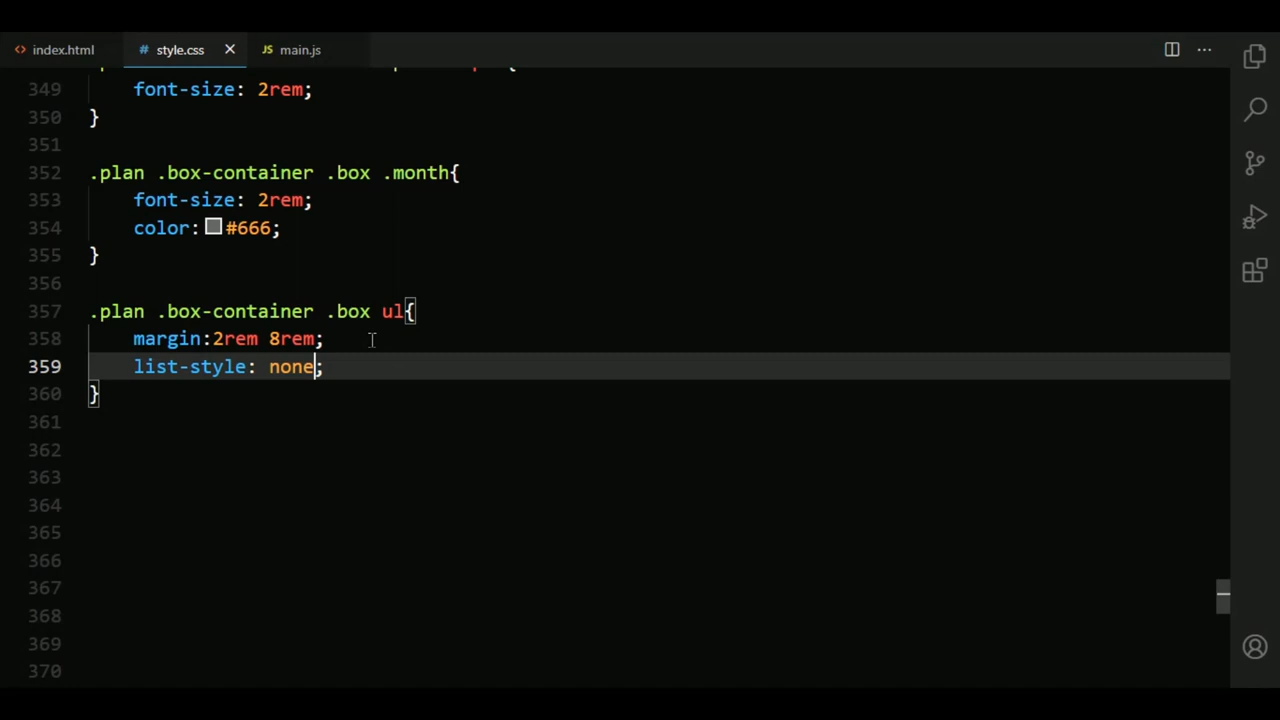 index.html
# style.css
JS main.js
349 font-size: 2rem;
350 }
351
352 .plan .box-container .box .month{
353 font-size: 2rem;
354 color: #666;
355 }
356
357 .plan .box-container .box ul{
358 margin:2rem 8rem;
359 list-style: none;
360 }
361
362
363
364
365
366
367
368
369
370